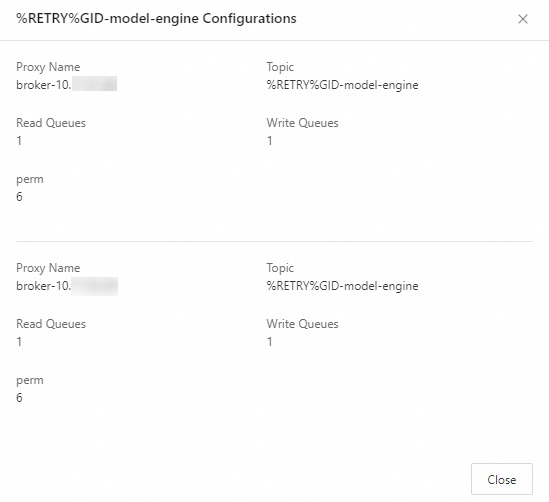 %RETRY%GID-model-engine Configurations
Proxy Name Topic
broker-10. %RETRY%GID-model-engine
Read Queues Write Queues
1 1
perm
6
Proxy Name Topic
broker-10. %RETRY%GID-model-engine
Read Queues Write Queues
1 1
perm
6
Close